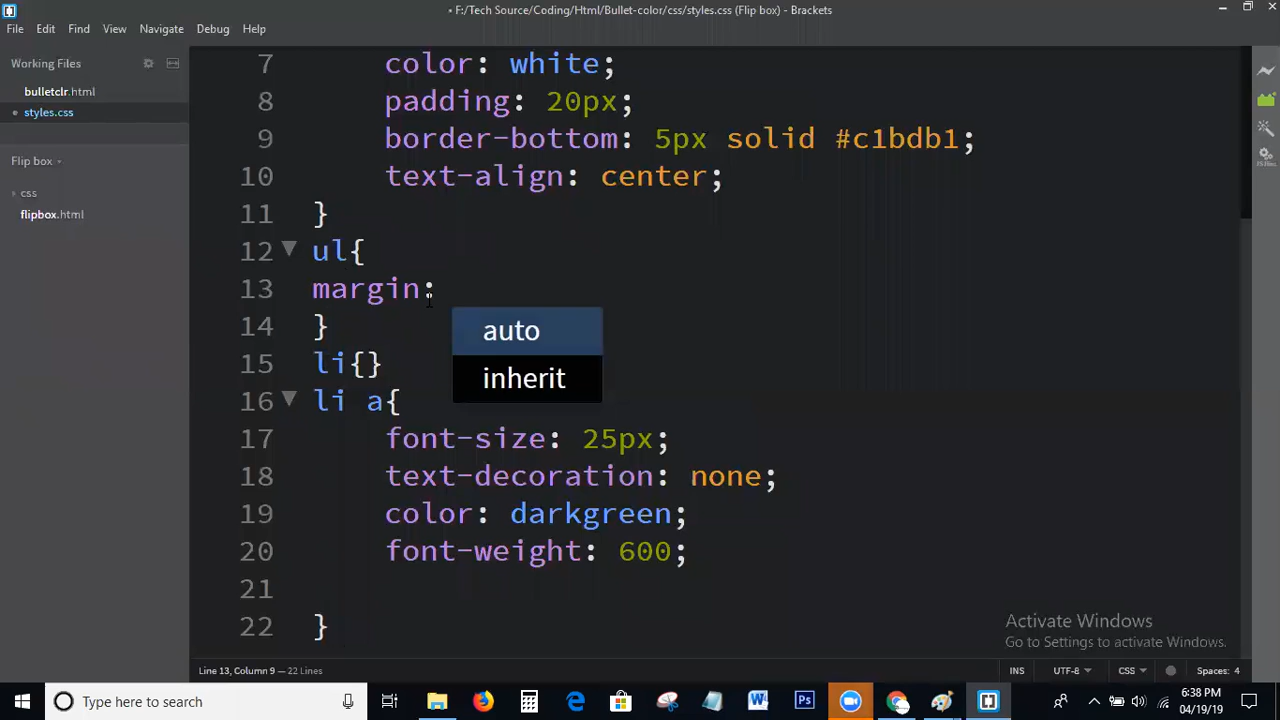 • F:/Tech Source/Coding/Html/Bullet-color/css/styles.css (Flip box) - Brackets
File Edit Find View Navigate Debug Help
Working Files
bulletclr.html
styles.css
Flip box
css
flipbox.html
7 color: white;
8 padding: 20px;
9 border-bottom: 5px solid #c1bdb1;
10 text-align: center;
11 }
12 ul{
13 margin:
auto
inherit
14 }
15 li{}
16 li a{
17 font-size: 25px;
18 text-decoration: none;
19 color: darkgreen;
20 font-weight: 600;
21
22 }
Activate Windows
Go to Settings to activate Windows.
Line 13, Column 9 — 22 Lines
INS UTF-8 CSS Spaces: 4
Type here to search
6:38 PM
04/19/19